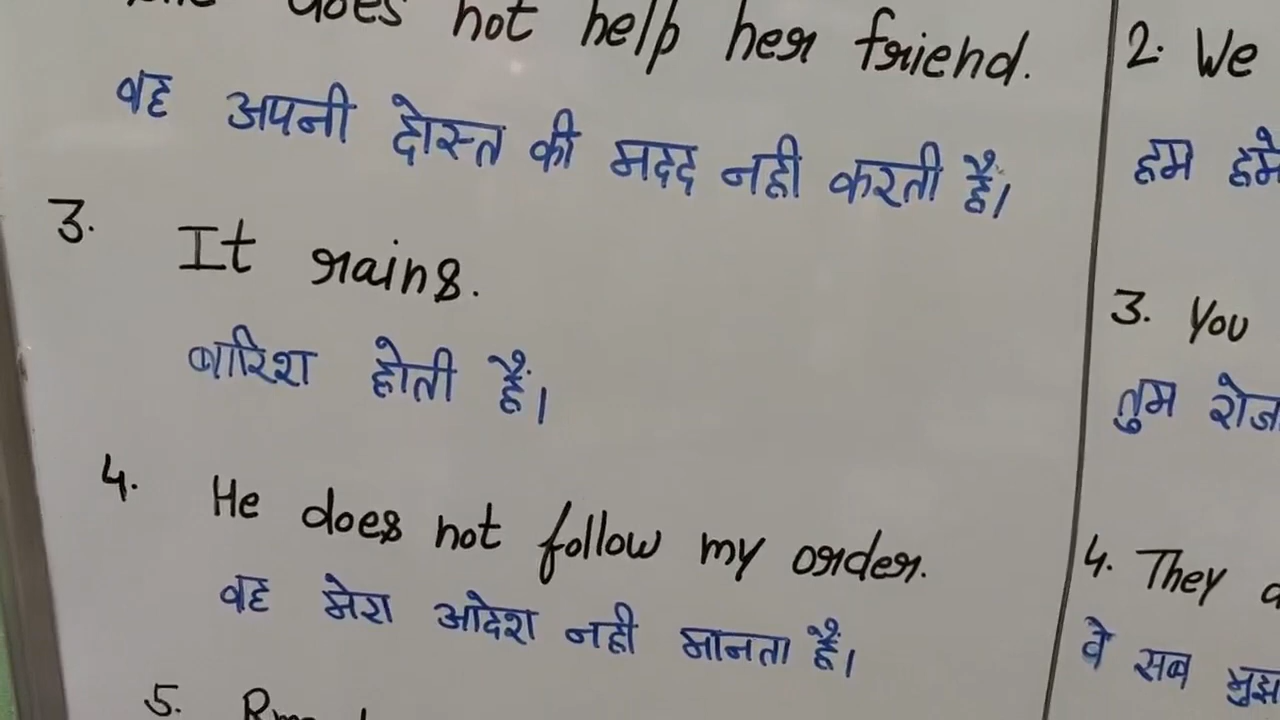 does not help her friend.
वह अपनी दोस्त की मदद नही करती हैं।
3. It rains.
बारिश होती हैं।
4. He does not follow my order.
वह मेरा आदेश नही मानता हैं।
5.
2. We
हम हमे
3. You
तुम रोज
4. They
वे सब मुझ